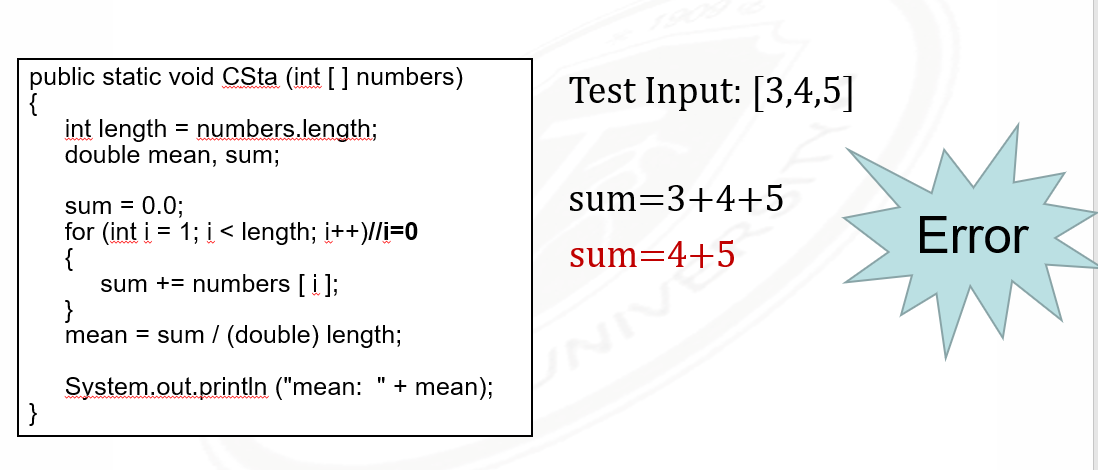 public static void CSta (int [ ] numbers)
{
int length = numbers.length;
double mean, sum;
sum = 0.0;
for (int i = 1; i < length; i++)//i=0
{
sum += numbers [ i ];
}
mean = sum / (double) length;
System.out.println ("mean:  " + mean);
}
Test Input: [3,4,5]
sum=3+4+5
sum=4+5
Error
1909
UNIVERSITY